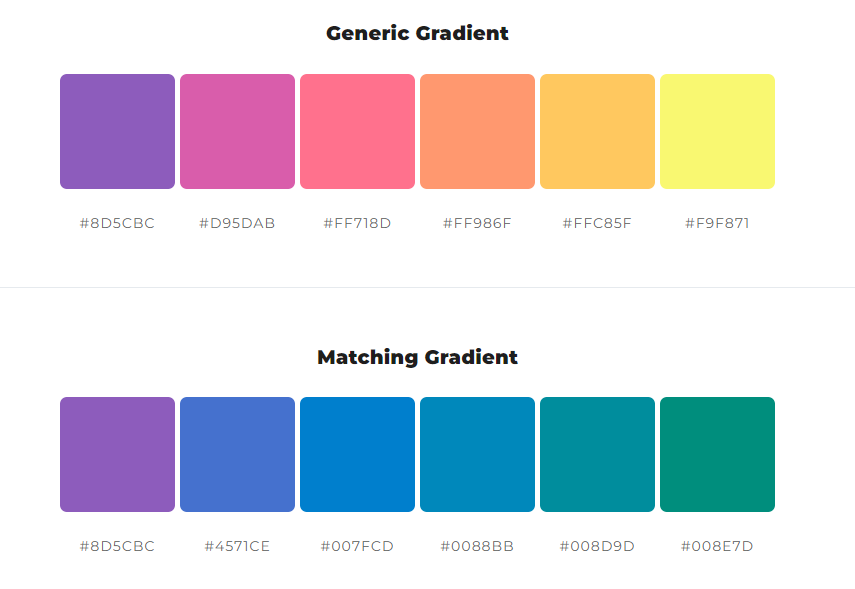 Generic Gradient
#8D5CBC #D95DAB #FF718D #FF986F #FFC85F #F9F871
Matching Gradient
#8D5CBC #4571CE #007FCD #0088BB #008D9D #008E7D